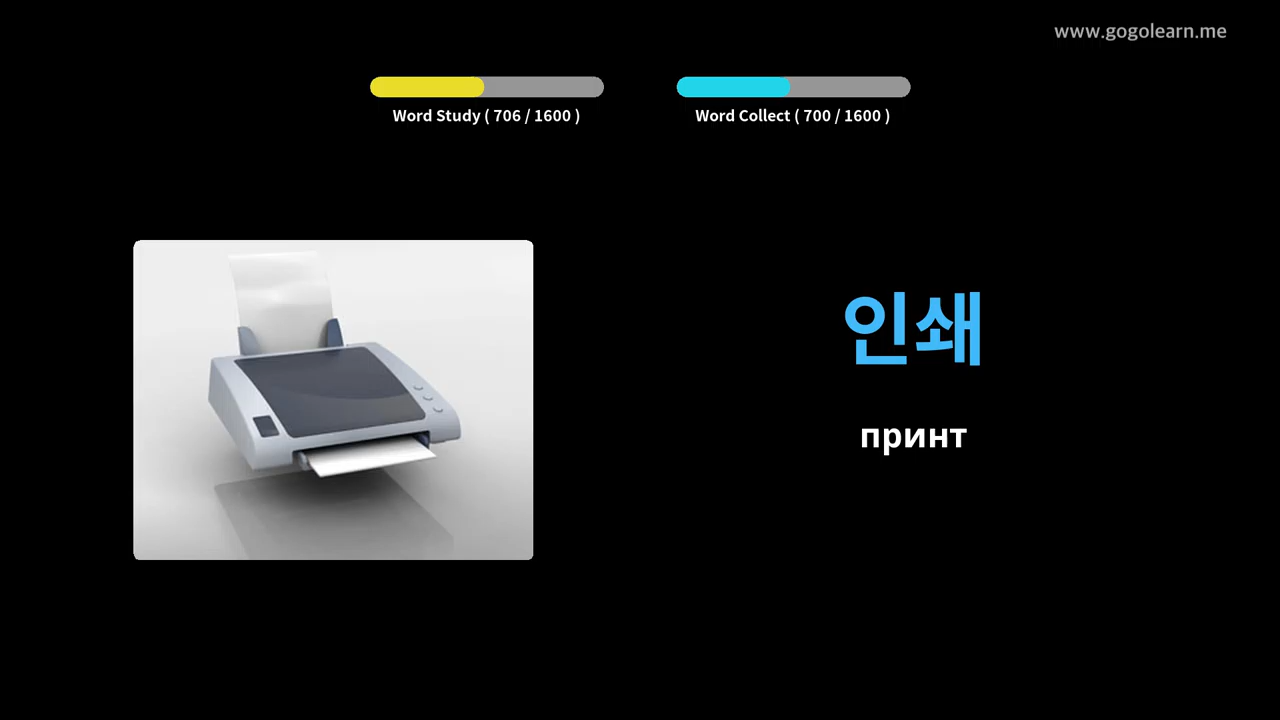 www.gogolearn.me
Word Study ( 706 / 1600 )
Word Collect ( 700 / 1600 )
인쇄
принт